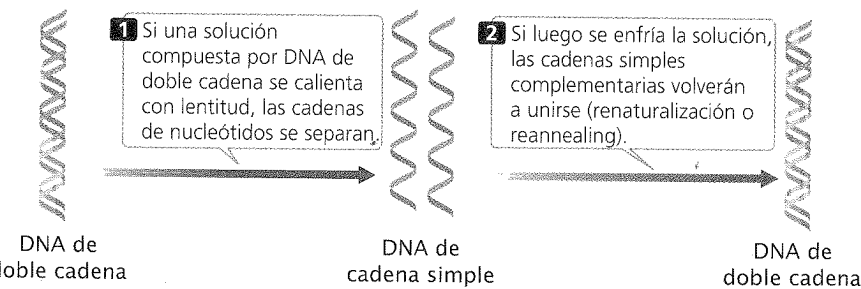 1 Si una solución
compuesta por DNA de
doble cadena se calienta
con lentitud, las cadenas
de nucleótidos se separan.
2 Si luego se enfría la solución,
las cadenas simples
complementarias volverán
a unirse (renaturalización o
reannealing).
DNA de
doble cadena
DNA de
cadena simple
DNA de
doble cadena